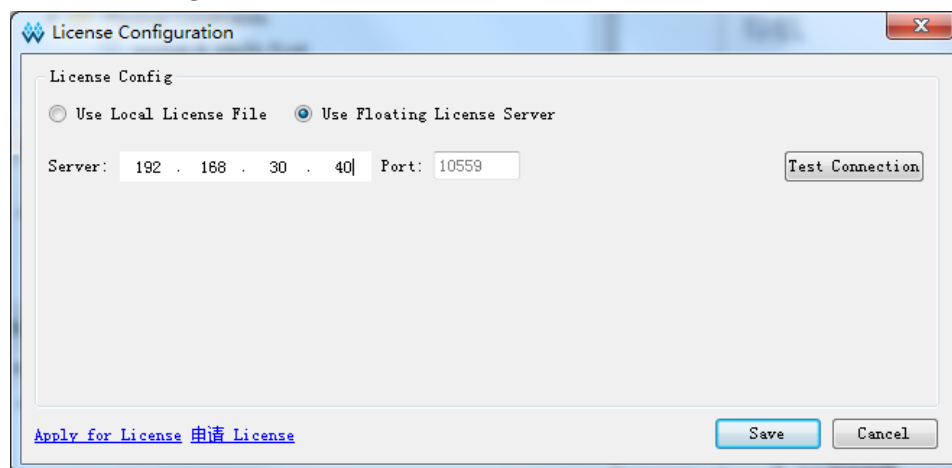 License Configuration
License Config
Use Local License File Use Floating License Server
Server: 192 . 168 . 30 . 40 Port: 10559 Test Connection
Apply for License 申请 License Save Cancel